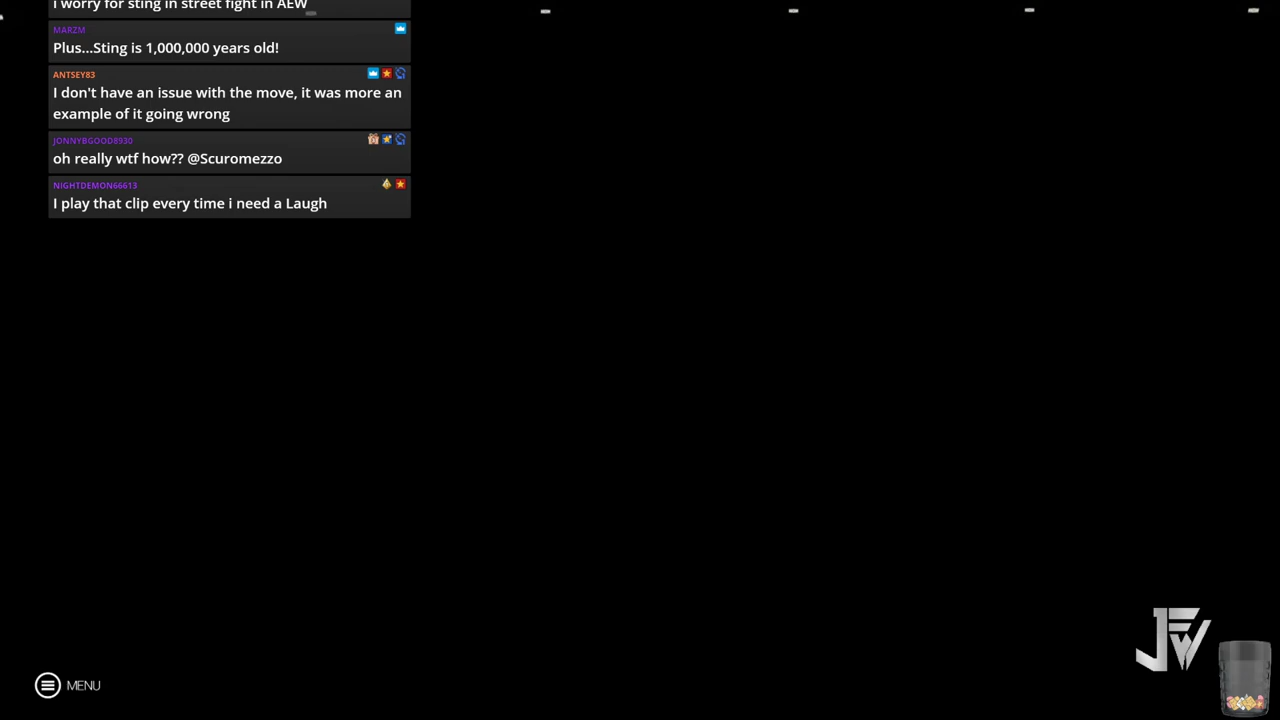 i worry for sting in street fight in AEW
MARZM
Plus...Sting is 1,000,000 years old!
ANTSEY83
I don't have an issue with the move, it was more an
example of it going wrong
JONNYBGOOD8930
oh really wtf how?? @Scuromezzo
NIGHTDEMON66613
I play that clip every time i need a Laugh
JFW
MENU